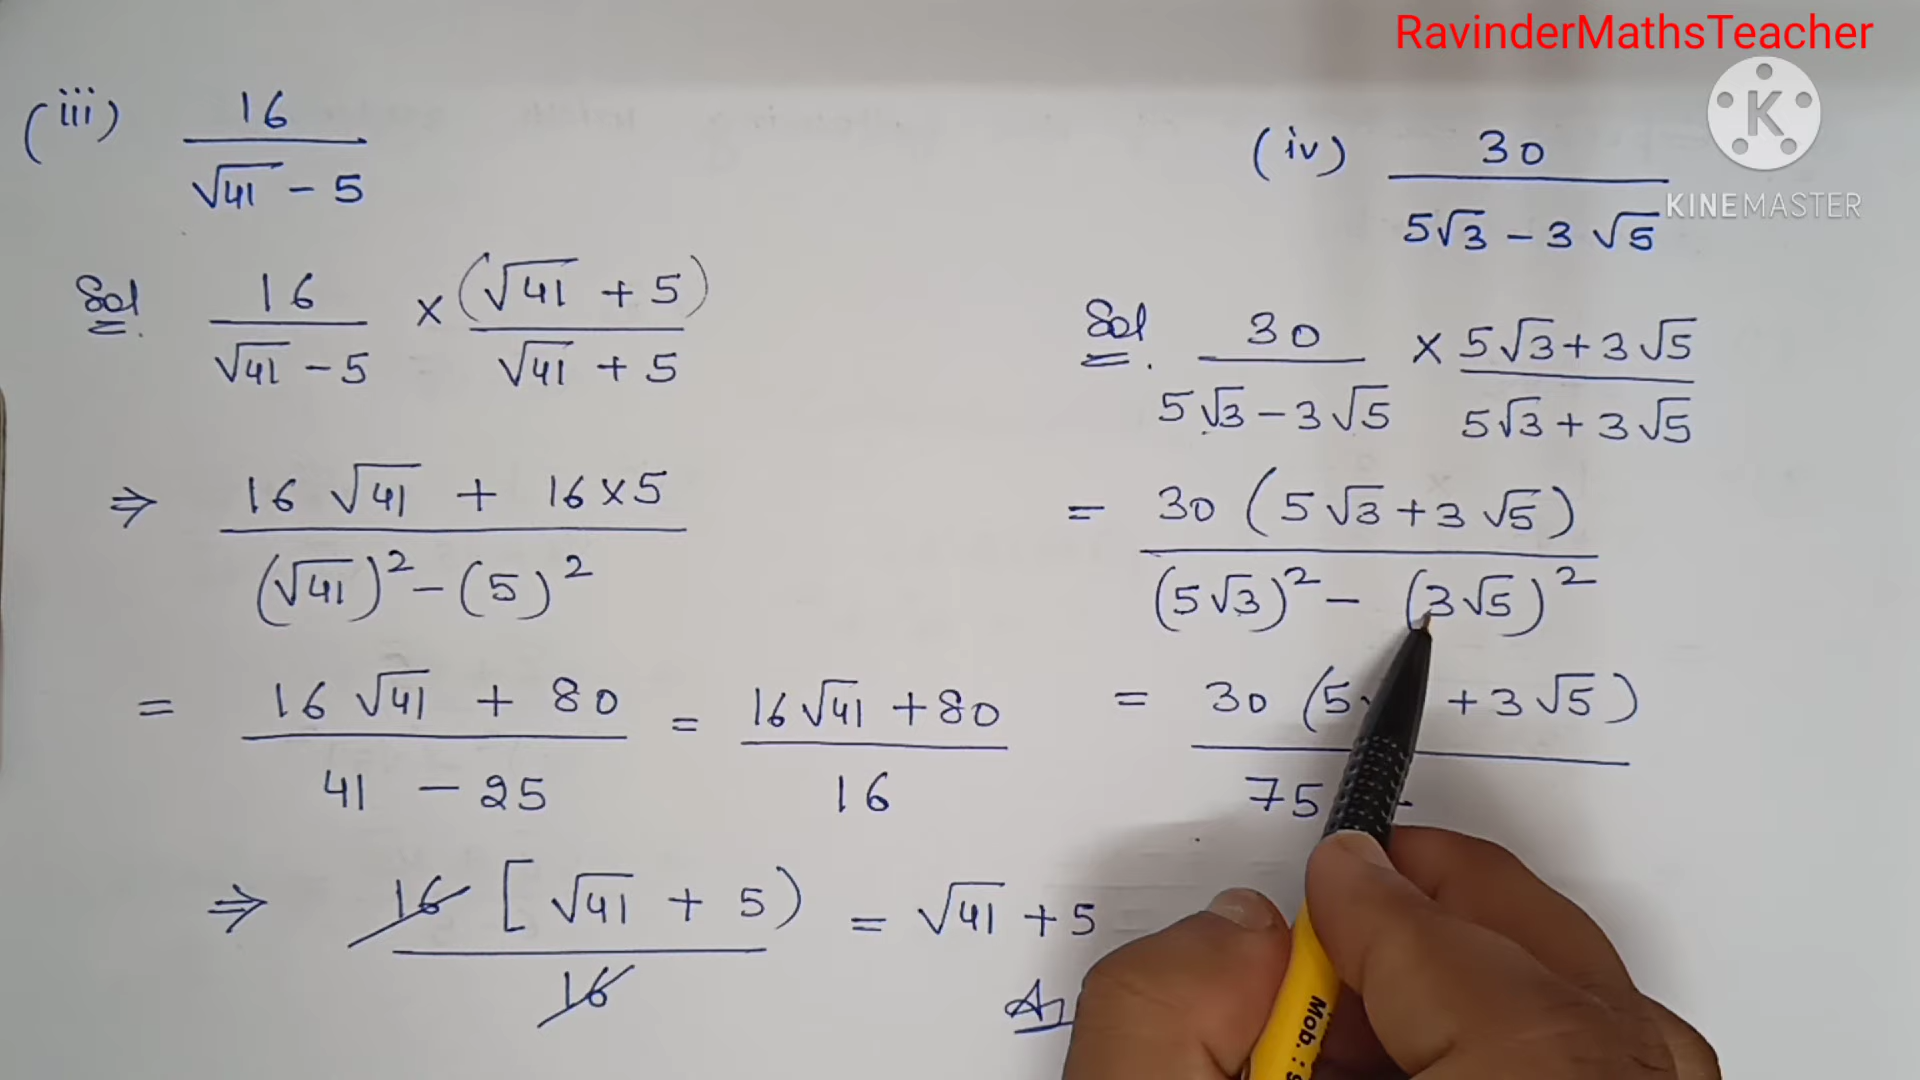 RavinderMathsTeacher
K
KINEMASTER
(iii) 16 / (√41 - 5)
Sol. 16 / (√41 - 5) × (√41 + 5) / (√41 + 5)
⇒ (16 √41 + 16×5) / ((√41)² - (5)²)
= (16 √41 + 80) / (41 - 25) = (16√41 + 80) / 16
⇒ 16 [√41 + 5) / 16 = √41 + 5
(iv) 30 / (5√3 - 3√5)
Sol. 30 / (5√3 - 3√5) × (5√3 + 3√5) / (5√3 + 3√5)
= 30 (5√3 + 3√5) / ((5√3)² - (3√5)²)
= 30 (5 + 3√5) / 75 -
Mob. :